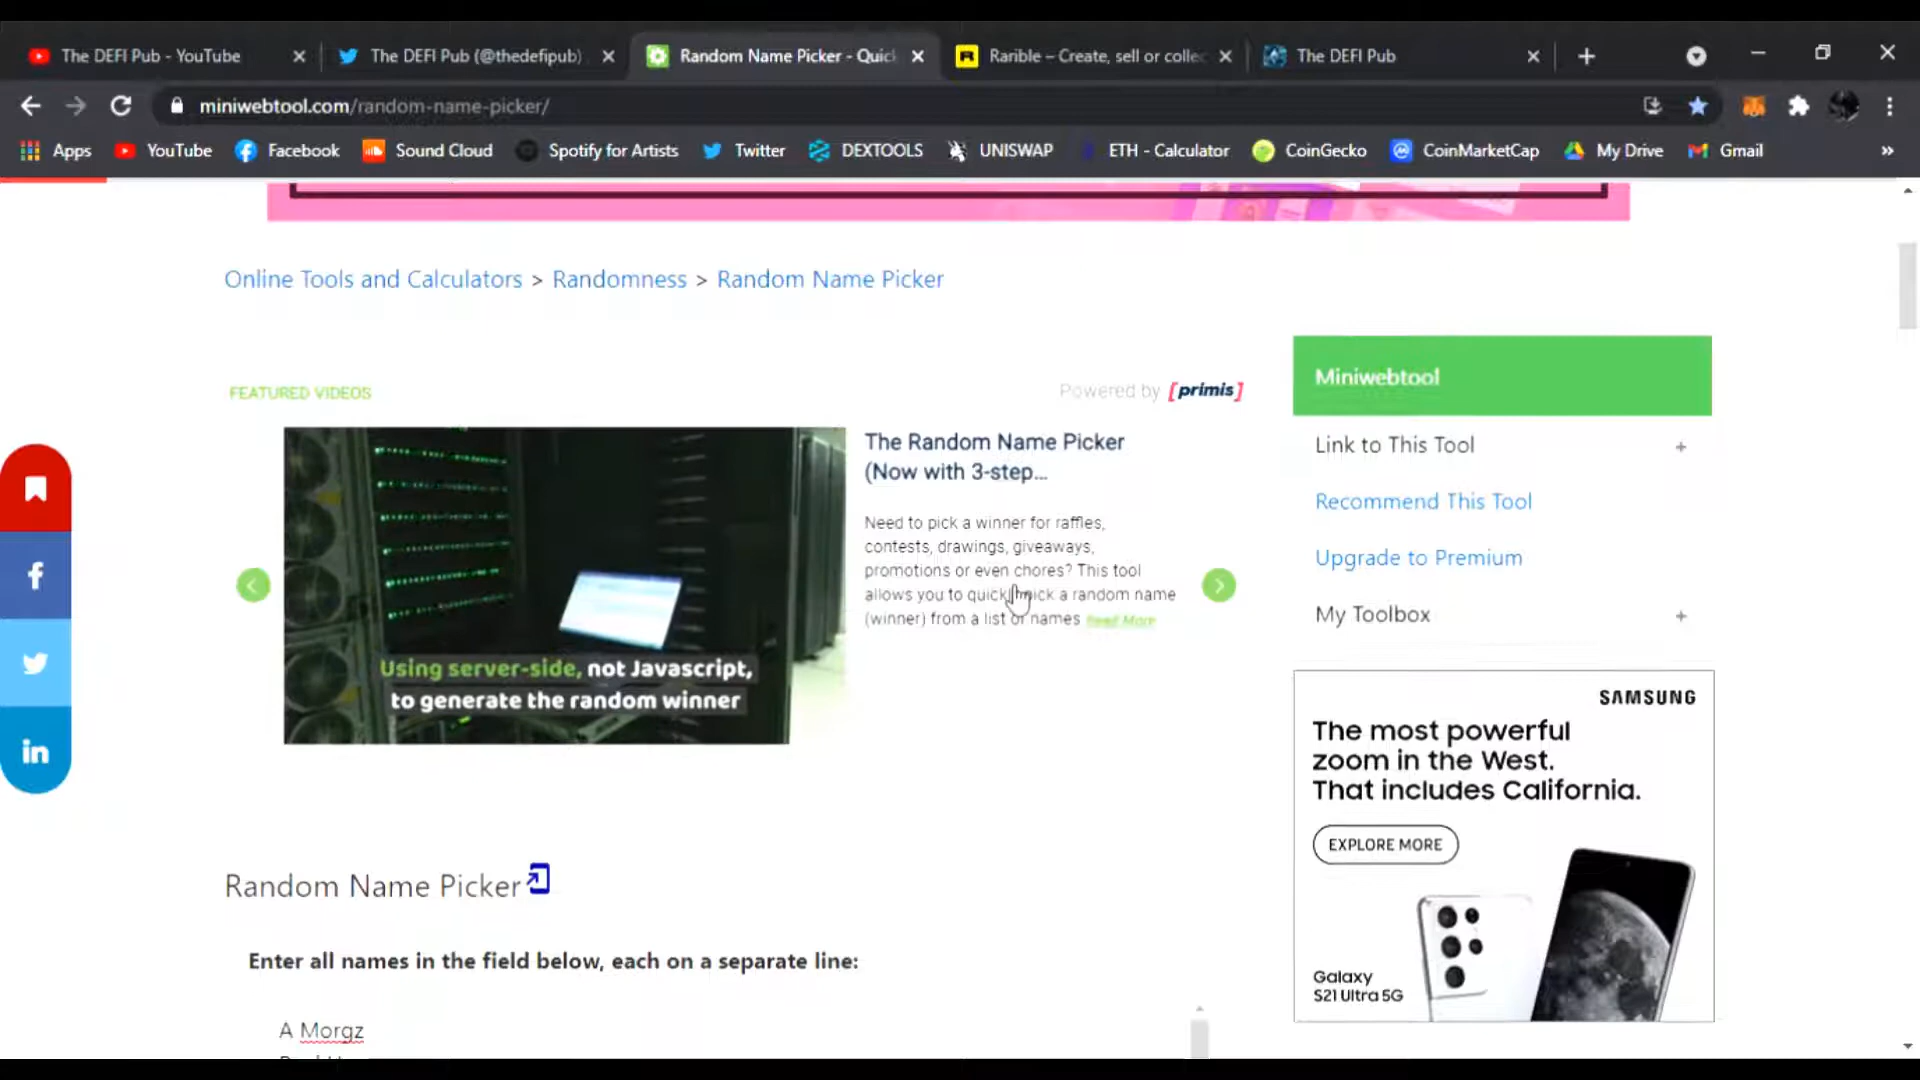 The DEFI Pub - YouTube
The DEFI Pub (@thedefipub)
Random Name Picker - Quic
Rarible – Create, sell or collec
The DEFI Pub
miniwebtool.com/random-name-picker/
Apps
YouTube
Facebook
Sound Cloud
Spotify for Artists
Twitter
DEXTOOLS
UNISWAP
ETH - Calculator
CoinGecko
CoinMarketCap
My Drive
Gmail
Online Tools and Calculators > Randomness > Random Name Picker
FEATURED VIDEOS
Powered by [primis]
Using server-side, not Javascript,
to generate the random winner
The Random Name Picker
(Now with 3-step...
Need to pick a winner for raffles,
contests, drawings, giveaways,
promotions or even chores? This tool
allows you to quickly pick a random name
(winner) from a list of names Read More
Miniwebtool
Link to This Tool
Recommend This Tool
Upgrade to Premium
My Toolbox
SAMSUNG
The most powerful
zoom in the West.
That includes California.
EXPLORE MORE
Galaxy
S21 Ultra 5G
Random Name Picker
Enter all names in the field below, each on a separate line:
A Morgz